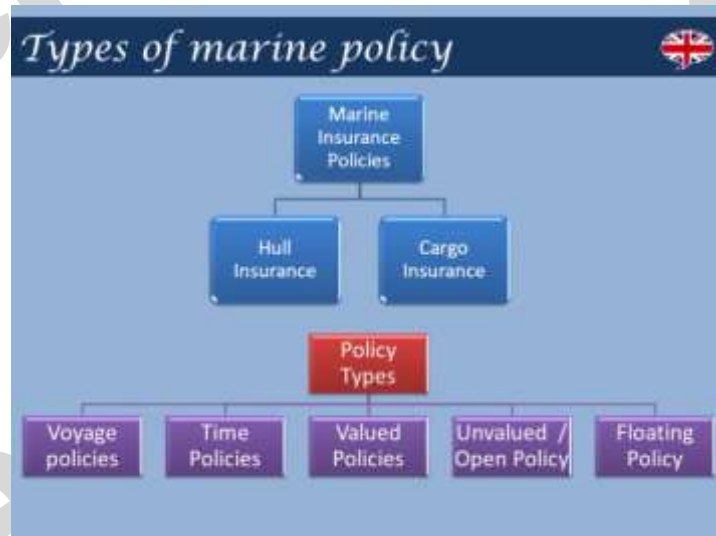 Types of marine policy
Marine
Insurance
Policies
Hull
Insurance
Cargo
Insurance
Policy
Types
Voyage
policies
Time
Policies
Valued
Policies
Unvalued /
Open Policy
Floating
Policy